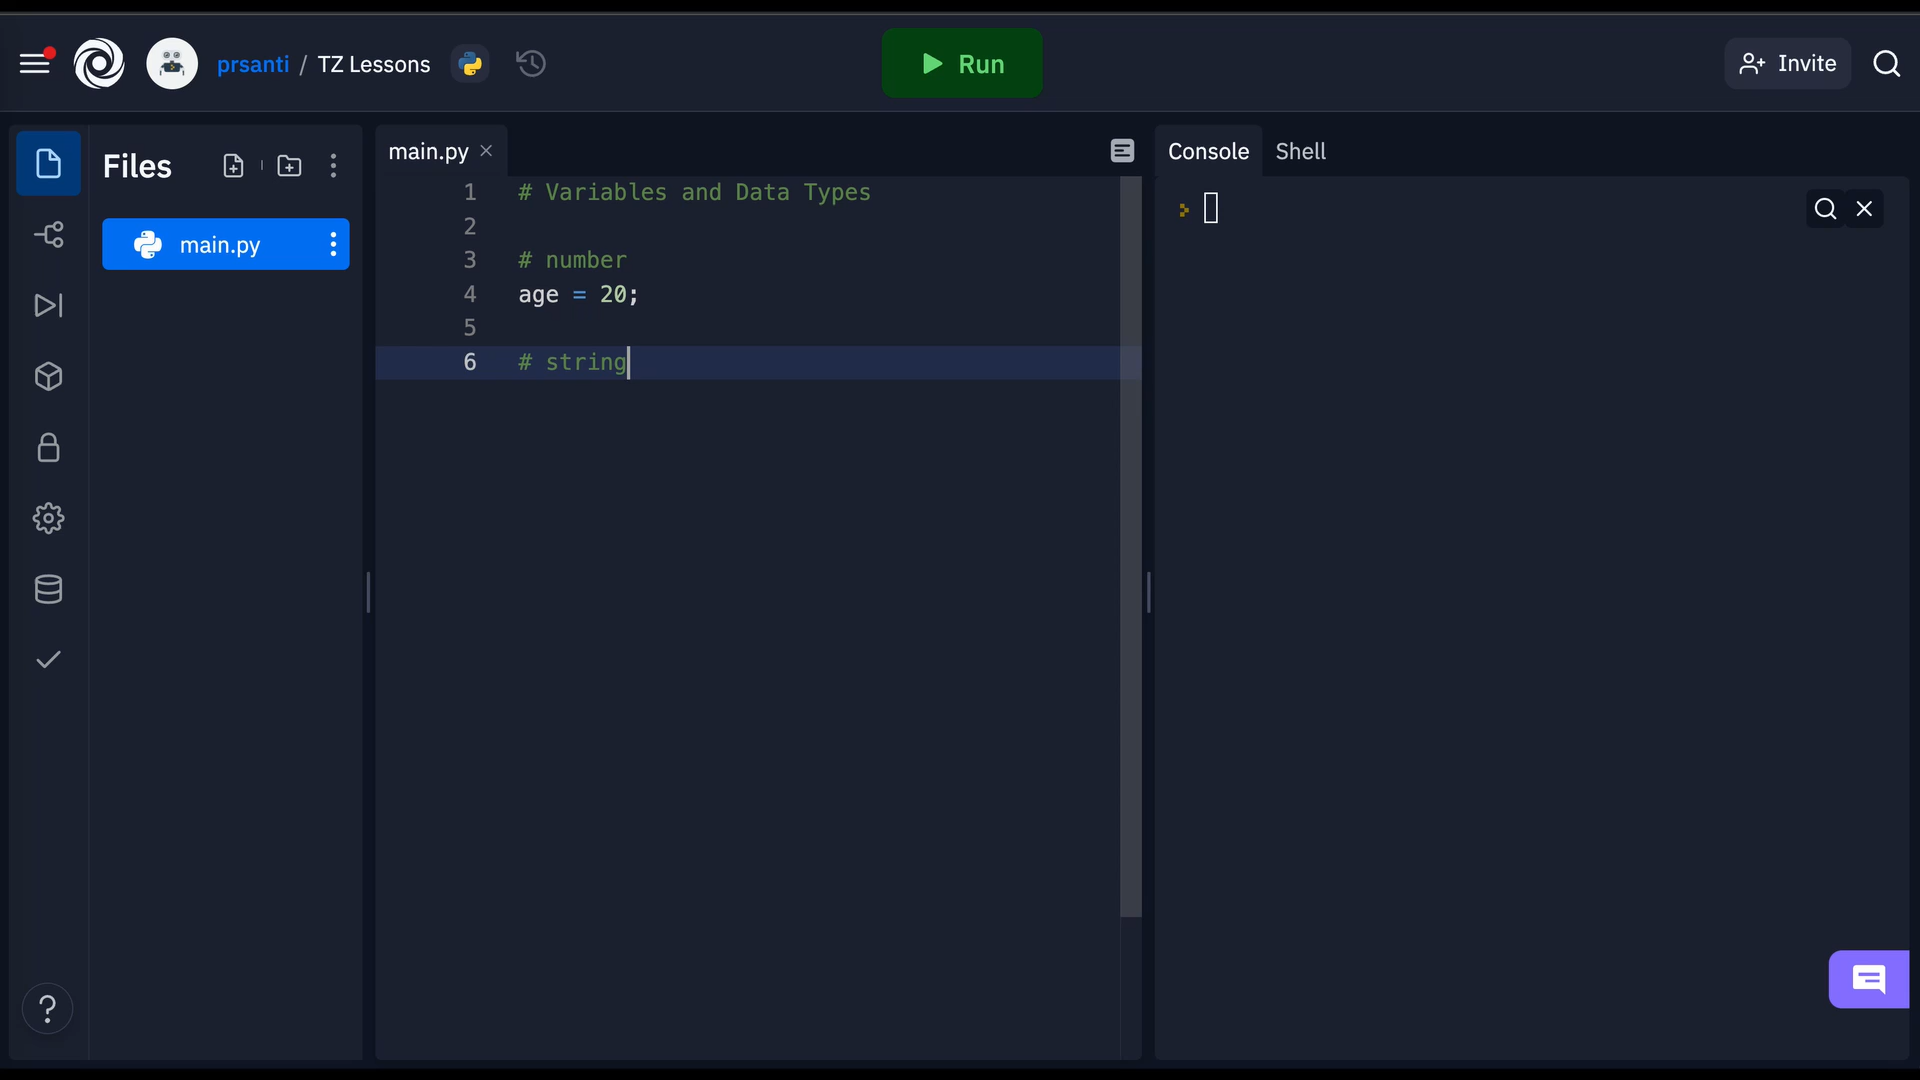 prsanti / TZ Lessons
Run
Invite
Files
main.py
main.py
1 # Variables and Data Types
2
3 # number
4 age = 20;
5
6 # string
Console
Shell
?